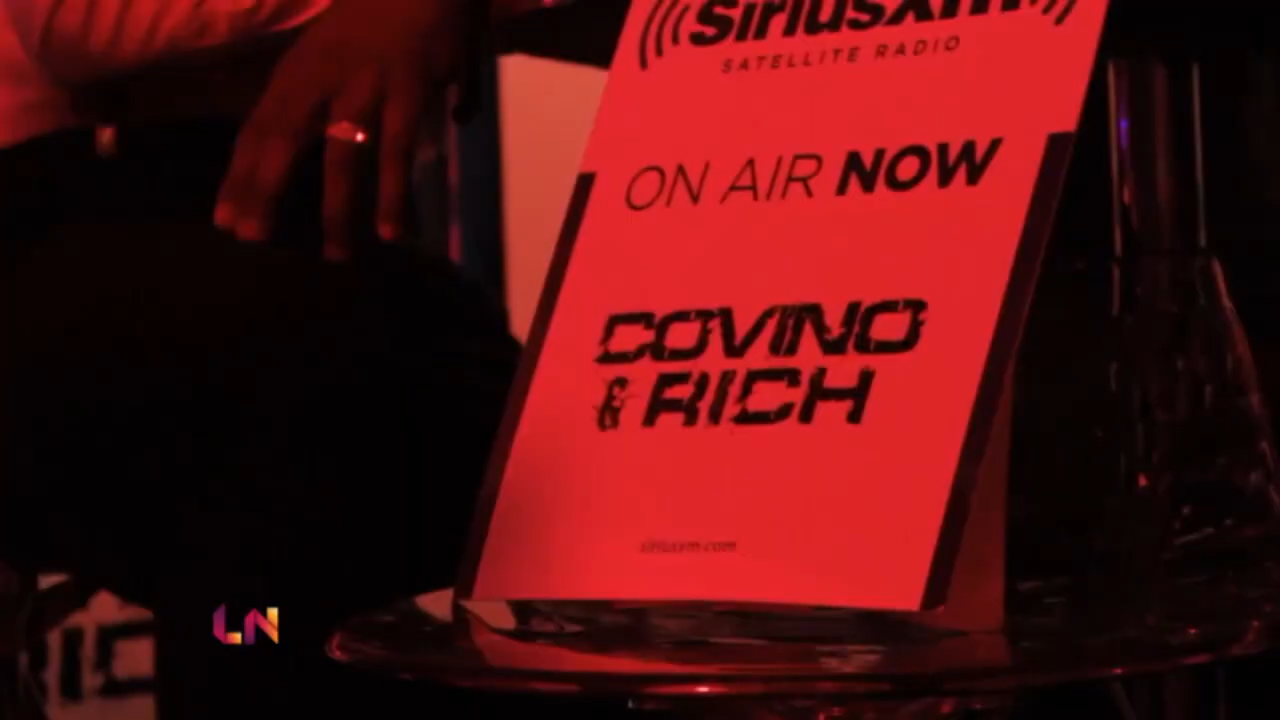 SiriusXM
SATELLITE RADIO
ON AIR NOW
COVINO
& RICH
siriusxm.com
LN